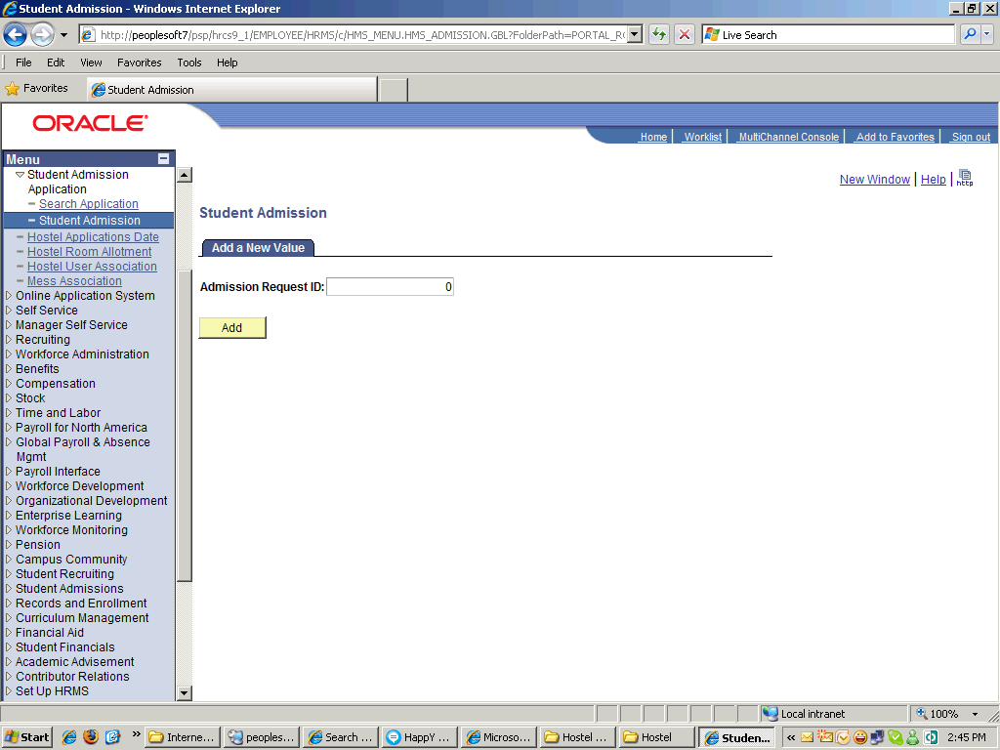 Student Admission - Windows Internet Explorer
http://peoplesoft7/psp/hrcs9_1/EMPLOYEE/HRMS/c/HMS_MENU.HMS_ADMISSION.GBL?FolderPath=PORTAL_R
Live Search
File Edit View Favorites Tools Help
Favorites
Student Admission
ORACLE®
Home Worklist MultiChannel Console Add to Favorites Sign out
Menu
Student Admission
Application
Search Application
Student Admission
Hostel Applications Date
Hostel Room Allotment
Hostel User Association
Mess Association
Online Application System
Self Service
Manager Self Service
Recruiting
Workforce Administration
Benefits
Compensation
Stock
Time and Labor
Payroll for North America
Global Payroll & Absence
Mgmt
Payroll Interface
Workforce Development
Organizational Development
Enterprise Learning
Workforce Monitoring
Pension
Campus Community
Student Recruiting
Student Admissions
Records and Enrollment
Curriculum Management
Financial Aid
Student Financials
Academic Advisement
Contributor Relations
Set Up HRMS
New Window | Help | http
Student Admission
Add a New Value
Admission Request ID: 0
Add
Local intranet
100%
Start
Interne...
peoples...
Search ...
HappY ...
Microso...
Hostel ...
Hostel
Studen...
2:45 PM